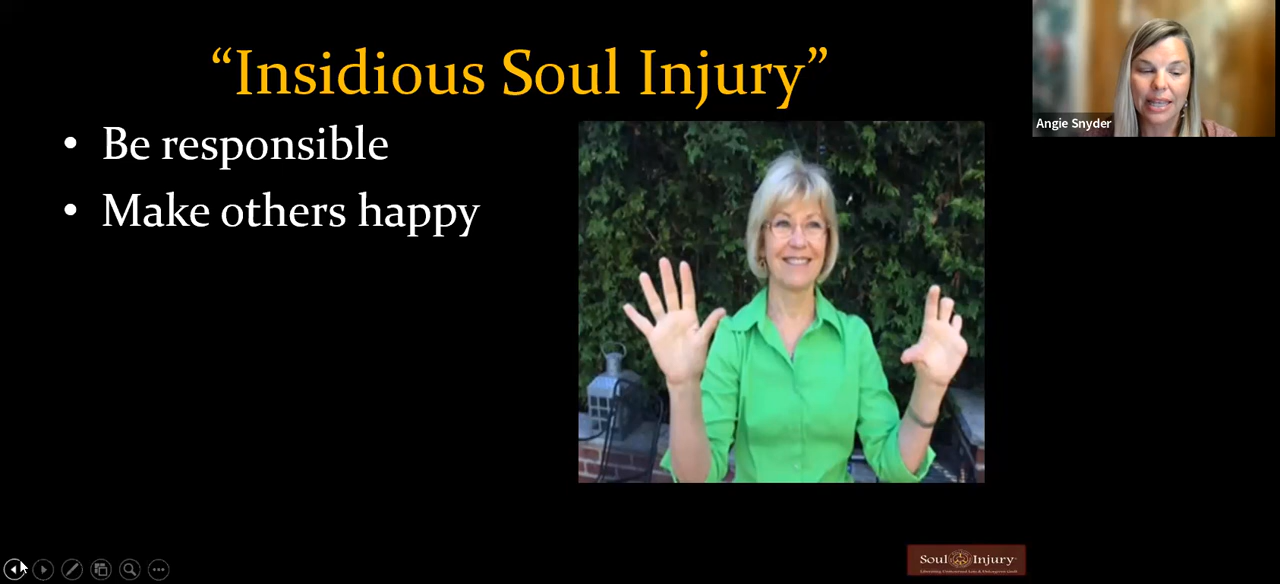 “Insidious Soul Injury”
• Be responsible
• Make others happy
Angie Snyder
Soul Injury